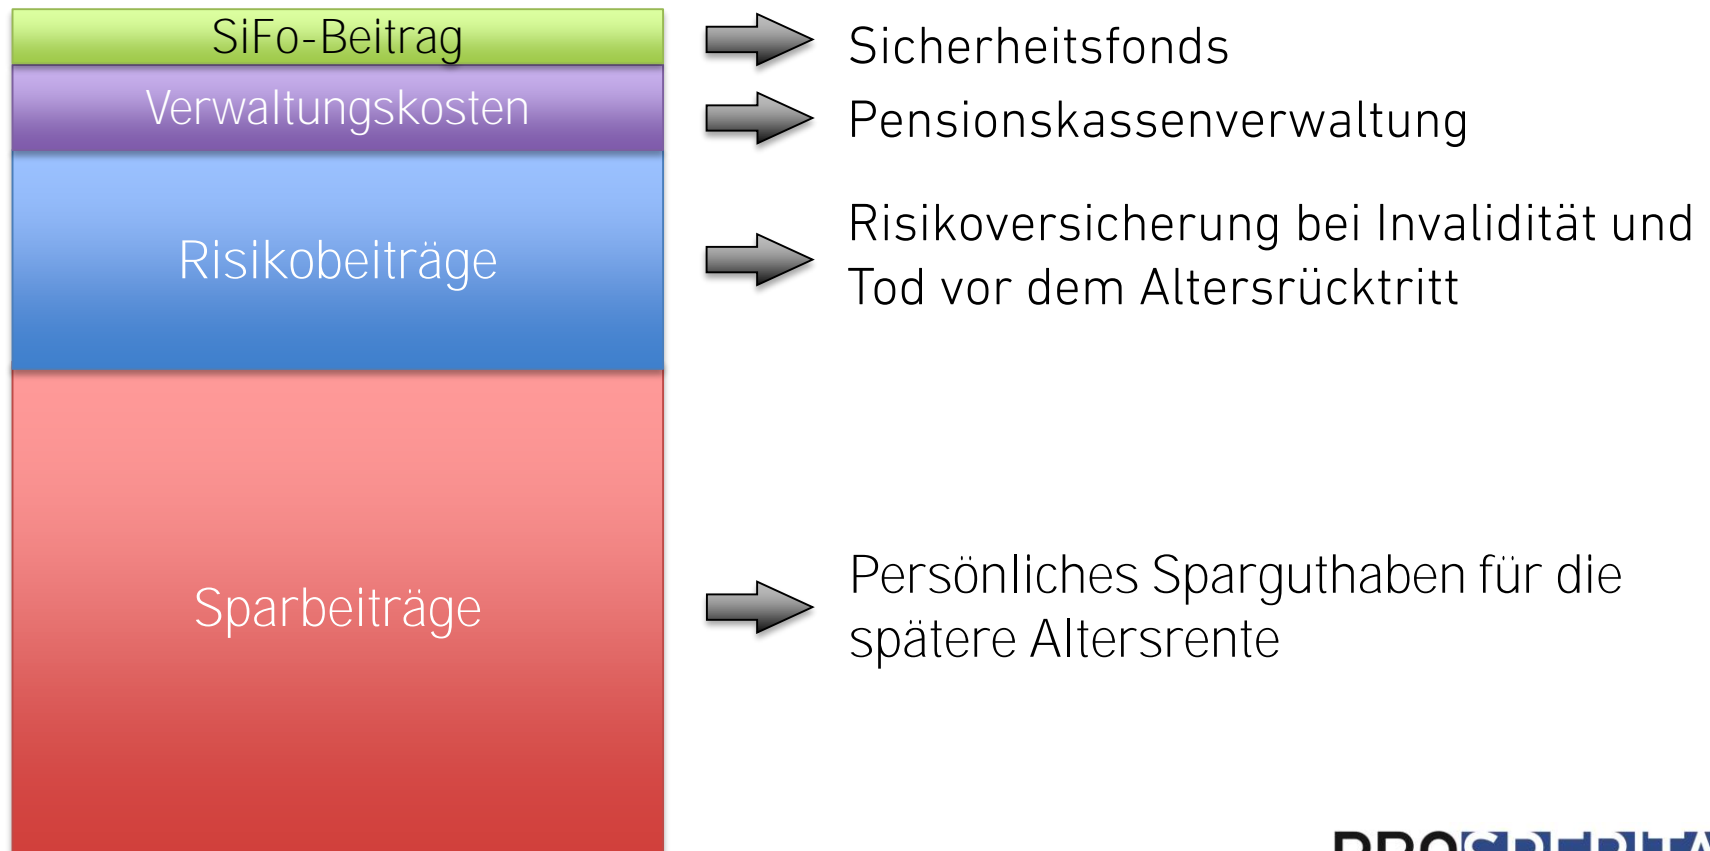 SiFo-Beitrag
Sicherheitsfonds
Verwaltungskosten
Pensionskassenverwaltung
Risikobeiträge
Risikoversicherung bei Invalidität und
Tod vor dem Altersrücktritt
Sparbeiträge
Persönliches Sparguthaben für die
spätere Altersrente